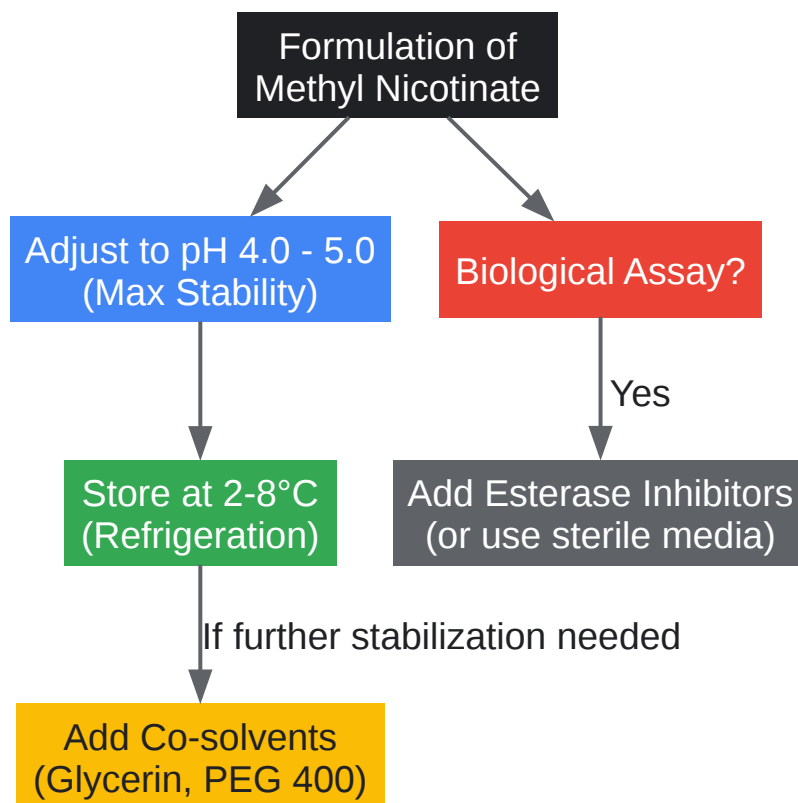 Formulation of
Methyl Nicotinate
Adjust to pH 4.0 - 5.0
(Max Stability)
Biological Assay?
Yes
Store at 2-8°C
(Refrigeration)
Add Esterase Inhibitors
(or use sterile media)
If further stabilization needed
Add Co-solvents
(Glycerin, PEG 400)